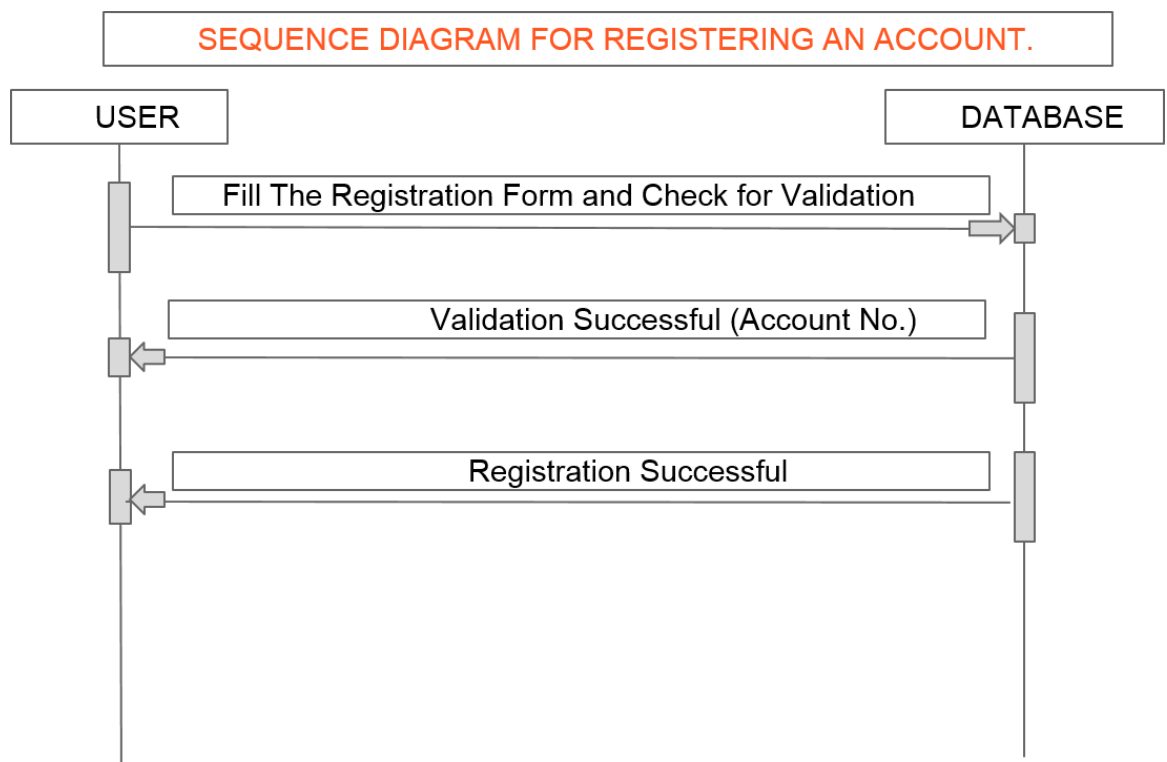 SEQUENCE DIAGRAM FOR REGISTERING AN ACCOUNT.
USER
DATABASE
Fill The Registration Form and Check for Validation
Validation Successful (Account No.)
Registration Successful